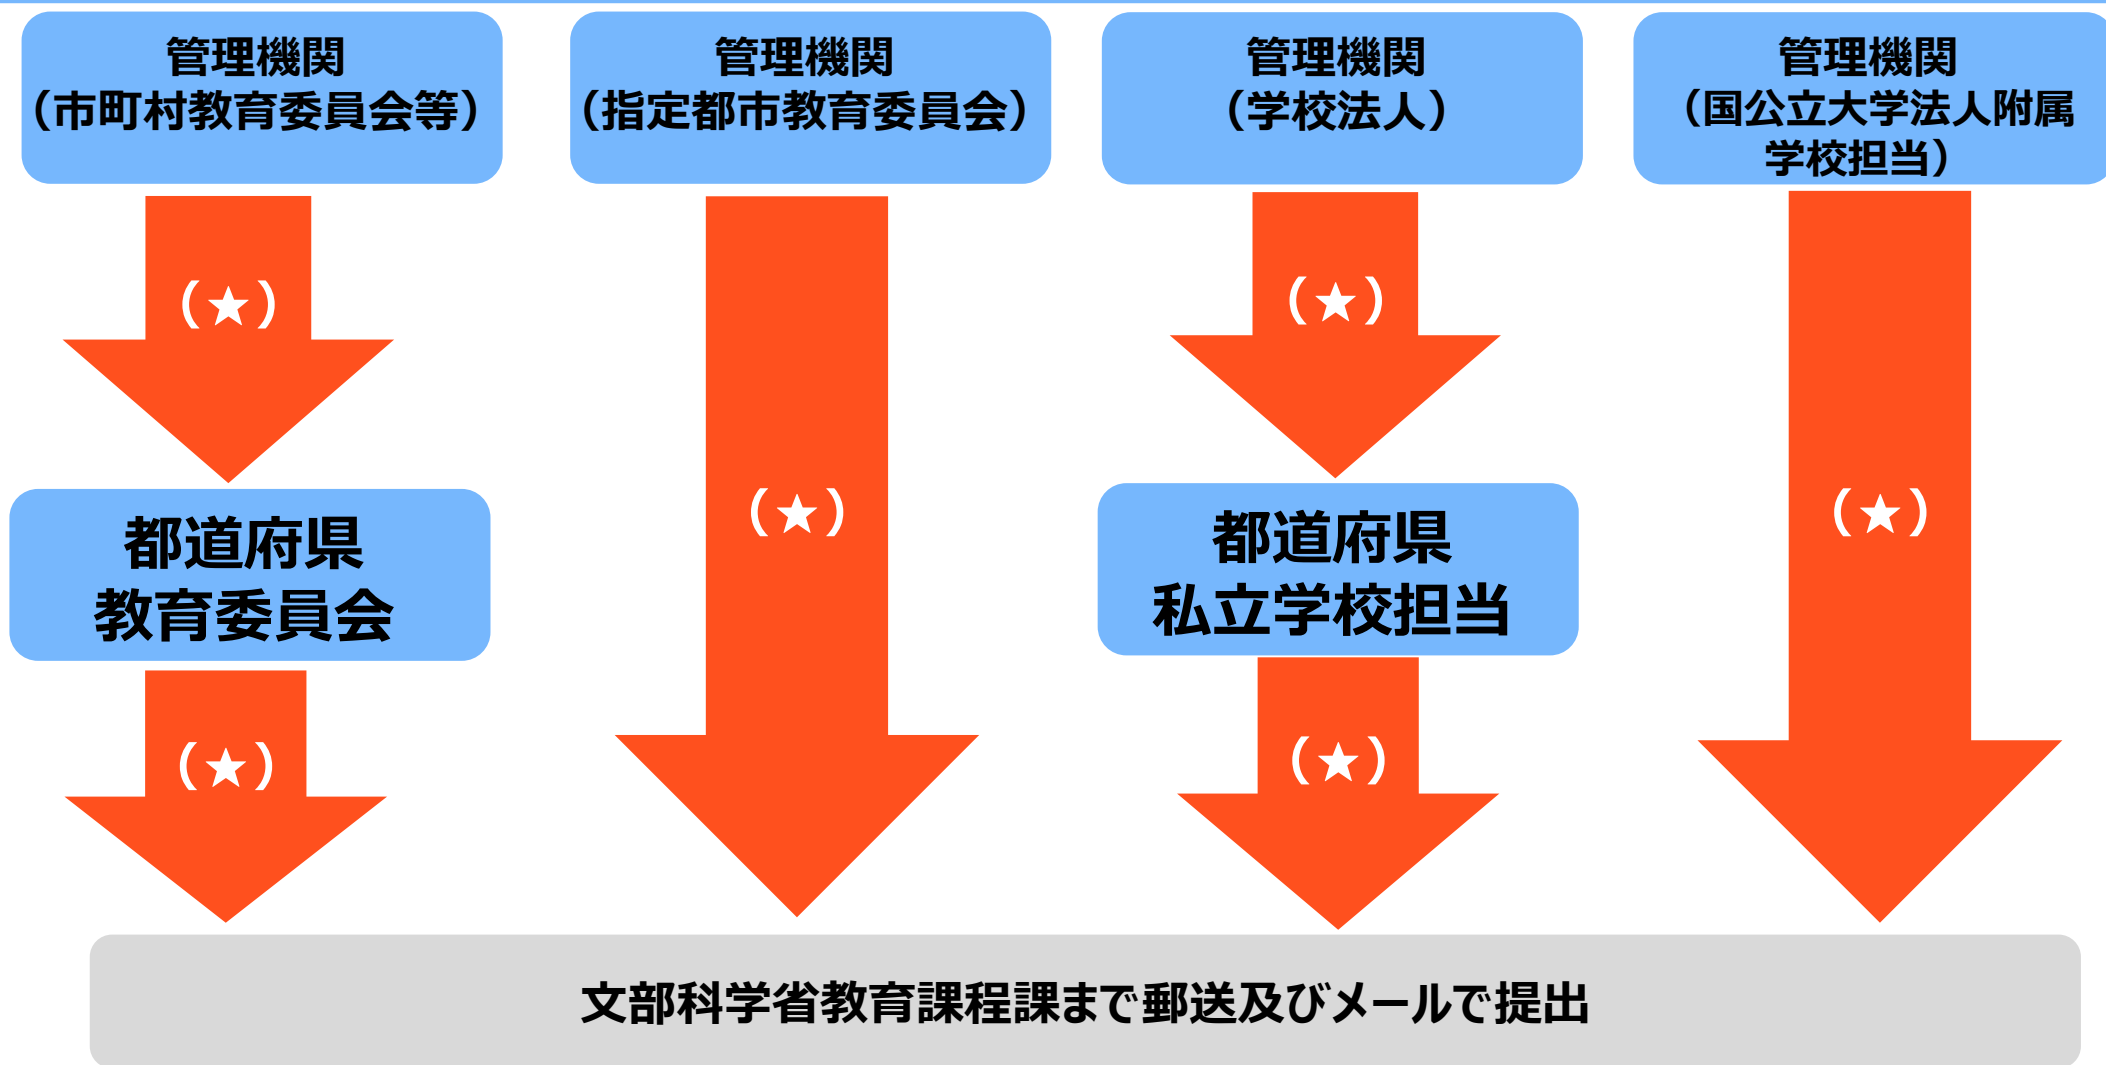 管理機関
（市町村教育委員会等）
管理機関
（指定都市教育委員会）
管理機関
（学校法人）
管理機関
（国公立大学法人附属
学校担当）
（★）
（★）
（★）
（★）
都道府県
教育委員会
都道府県
私立学校担当
（★）
（★）
文部科学省教育課程課まで郵送及びメールで提出